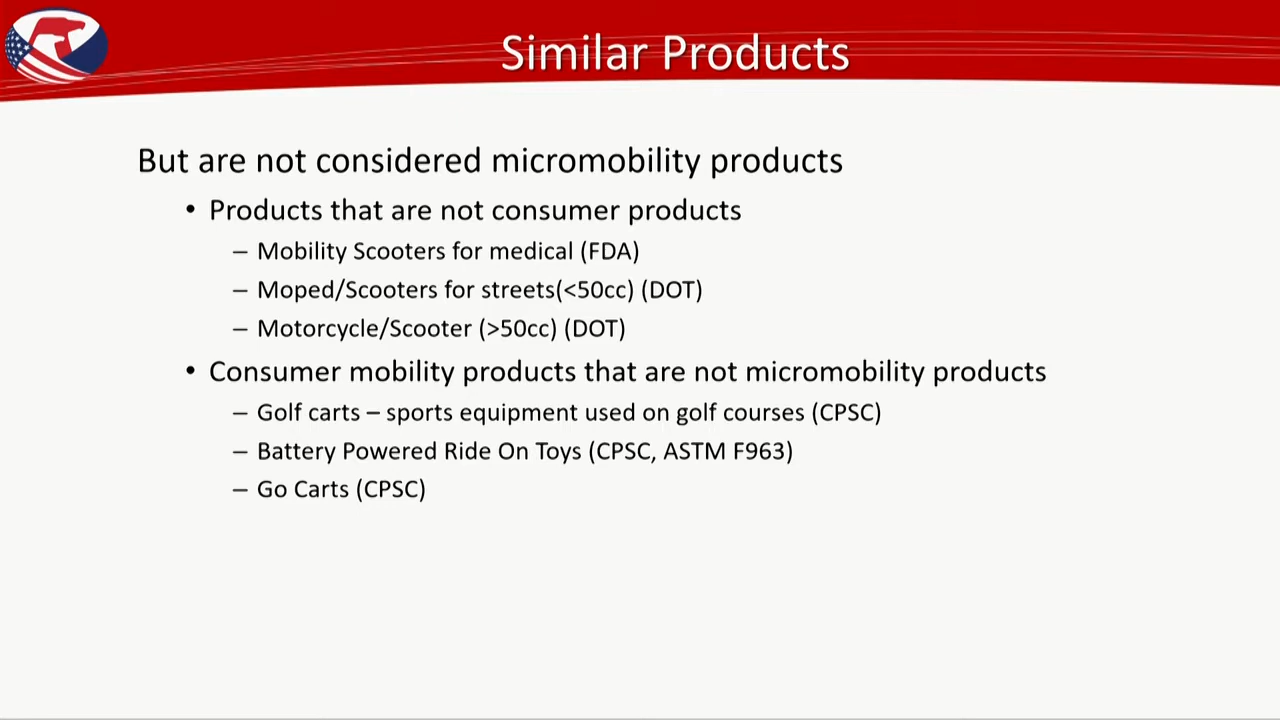 Similar Products
But are not considered micromobility products
• Products that are not consumer products
– Mobility Scooters for medical (FDA)
– Moped/Scooters for streets(<50cc) (DOT)
– Motorcycle/Scooter (>50cc) (DOT)
• Consumer mobility products that are not micromobility products
– Golf carts – sports equipment used on golf courses (CPSC)
– Battery Powered Ride On Toys (CPSC, ASTM F963)
– Go Carts (CPSC)